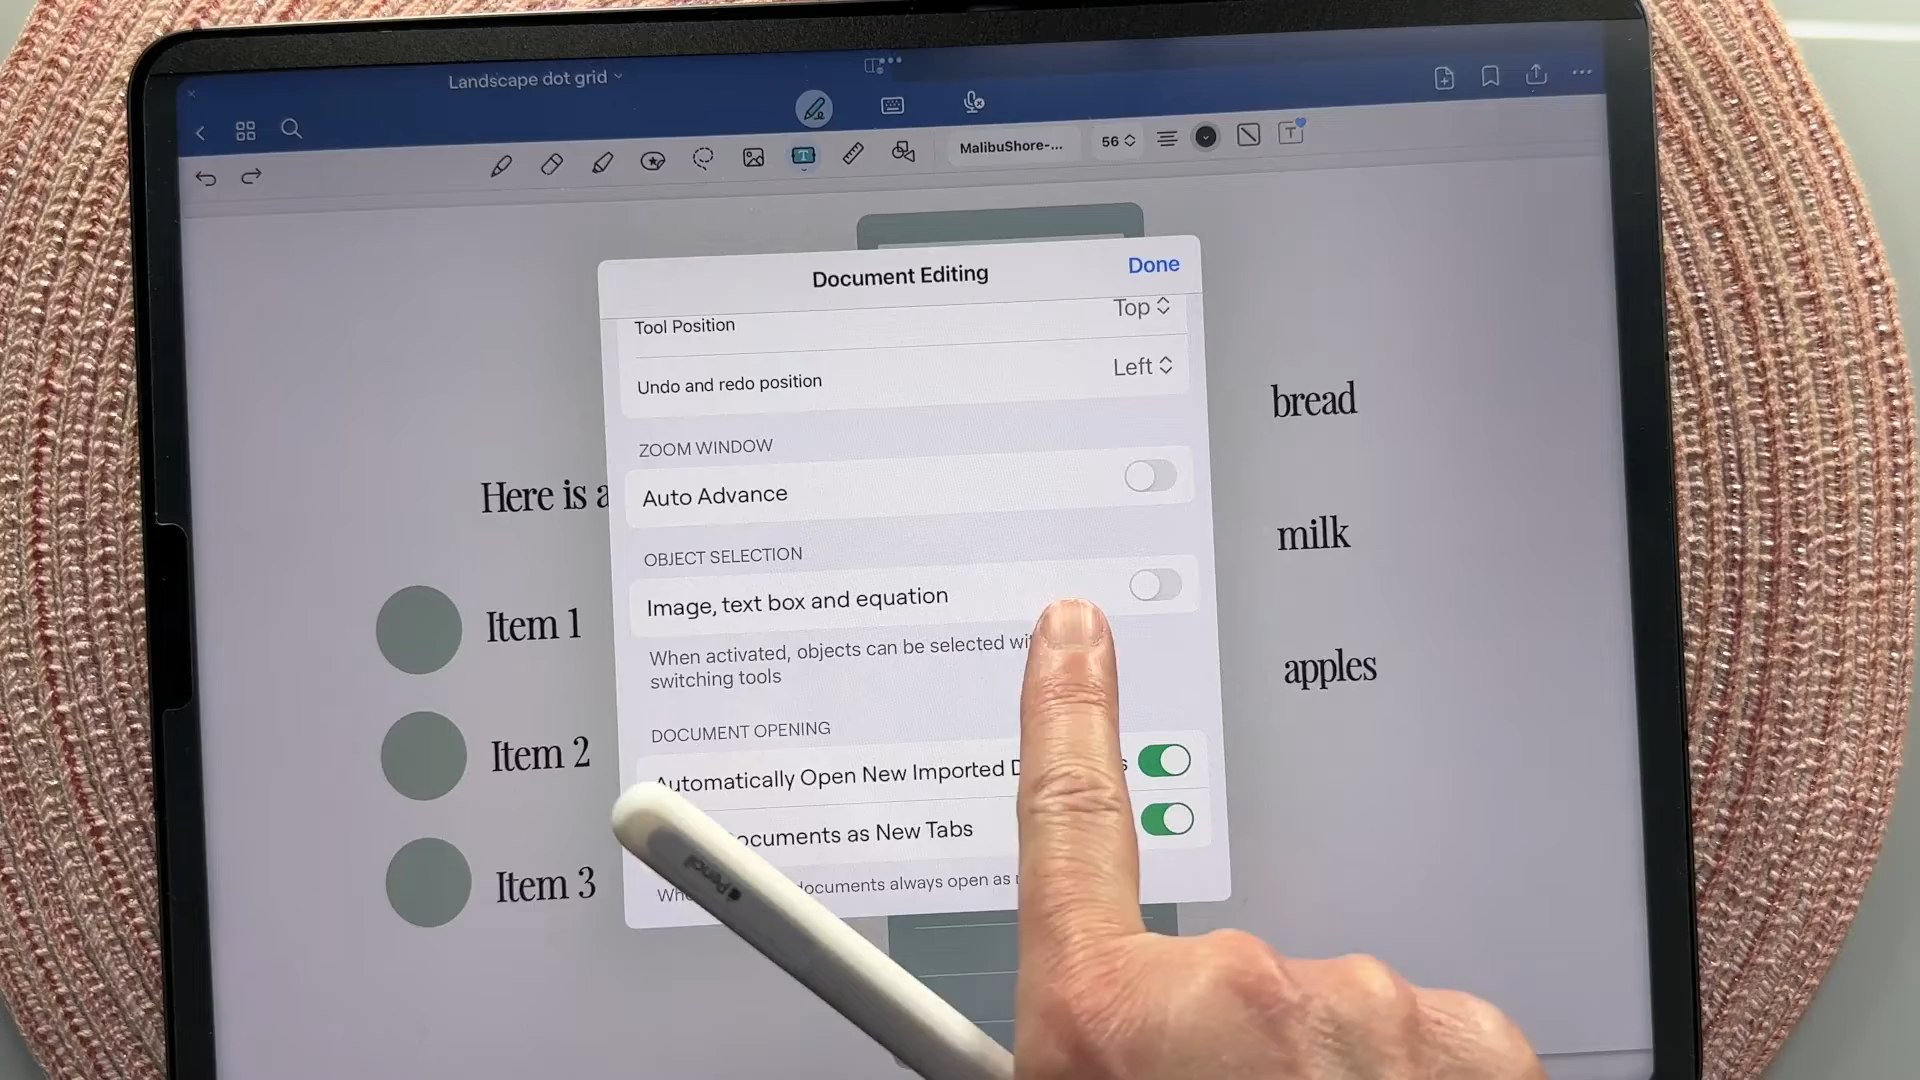 Landscape dot grid
MalibuShore-...
56
Document Editing
Done
Tool Position
Top
Undo and redo position
Left
ZOOM WINDOW
Auto Advance
OBJECT SELECTION
Image, text box and equation
When activated, objects can be selected
switching tools
DOCUMENT OPENING
Automatically Open New Imported
as New Tabs
documents always open as
Here is
Item 1
Item 2
Item 3
bread
milk
apples
Pencil